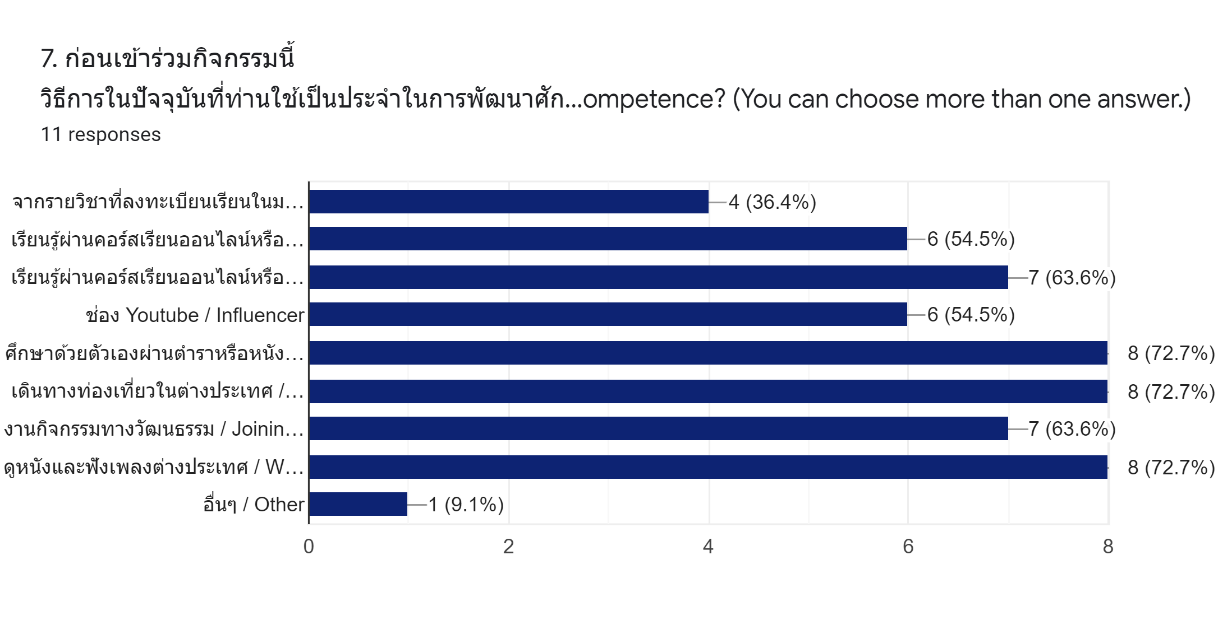 7. ก่อนเข้าร่วมกิจกรรมนี้
วิธีการในปัจจุบันที่ท่านใช้เป็นประจำในการพัฒนาศัก...ompetence? (You can choose more than one answer.)
11 responses
จากรายวิชาที่ลงทะเบียนเรียนในม... 4 (36.4%)
เรียนรู้ผ่านคอร์สเรียนออนไลน์หรือ... 6 (54.5%)
เรียนรู้ผ่านคอร์สเรียนออนไลน์หรือ... 7 (63.6%)
ช่อง Youtube / Influencer 6 (54.5%)
ศึกษาด้วยตัวเองผ่านตำราหรือหนัง... 8 (72.7%)
เดินทางท่องเที่ยวในต่างประเทศ /... 8 (72.7%)
งานกิจกรรมทางวัฒนธรรม / Joinin... 7 (63.6%)
ดูหนังและฟังเพลงต่างประเทศ / W... 8 (72.7%)
อื่นๆ / Other 1 (9.1%)
0 2 4 6 8